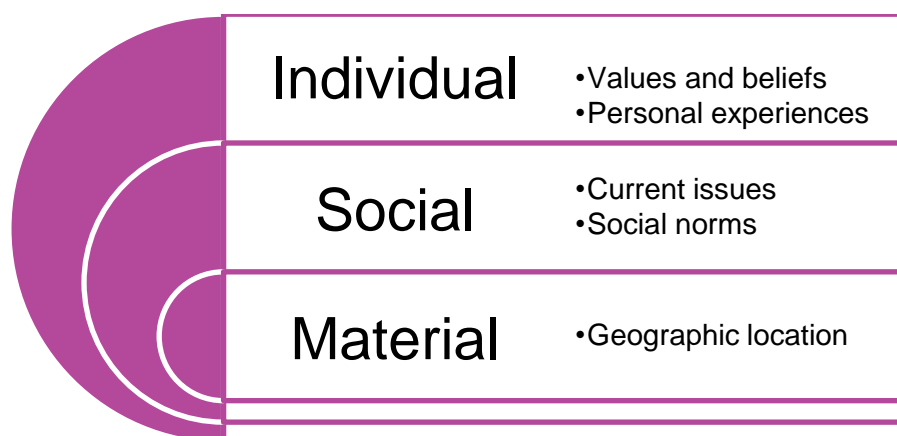 Individual
•Values and beliefs
•Personal experiences
Social
•Current issues
•Social norms
Material
•Geographic location